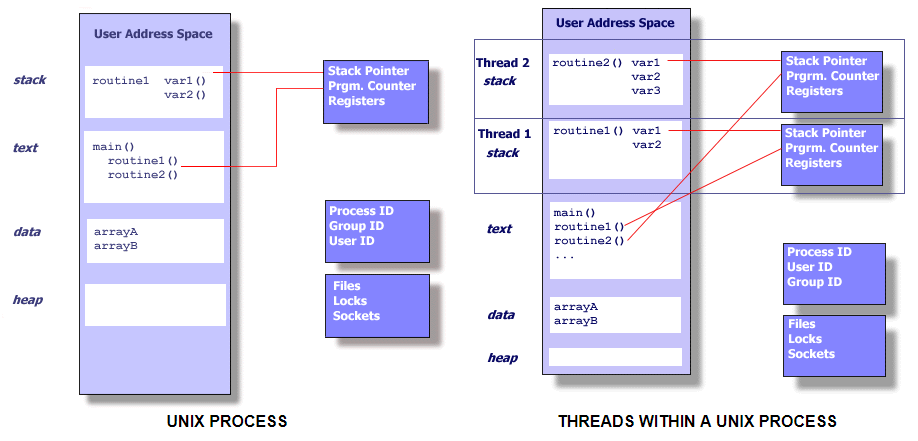 User Address Space
stack
routine1 var1()
var2()
Stack Pointer
Prgm. Counter
Registers
text
main()
routine1()
routine2()
Process ID
Group ID
User ID
data
arrayA
arrayB
Files
Locks
Sockets
heap
UNIX PROCESS
User Address Space
Thread 2
stack
routine2() var1
var2
var3
Stack Pointer
Prgrm. Counter
Registers
Thread 1
stack
routine1() var1
var2
Stack Pointer
Prgrm. Counter
Registers
text
main()
routine1()
routine2()
...
Process ID
User ID
Group ID
data
arrayA
arrayB
Files
Locks
Sockets
heap
THREADS WITHIN A UNIX PROCESS